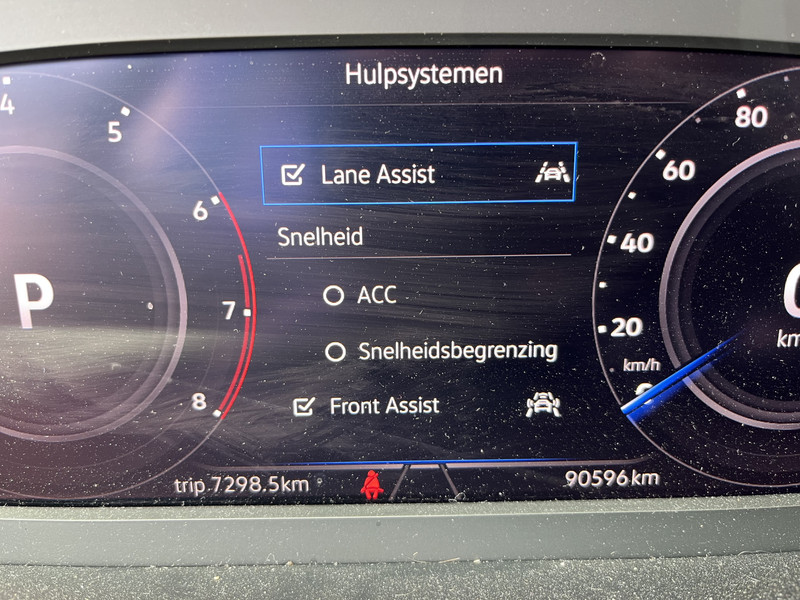 Hulpsystemen
4
5
6
7
8
P
Lane Assist
Snelheid
ACC
Snelheidsbegrenzing
Front Assist
80
60
40
20
km/h
trip 7298.5km
90596km